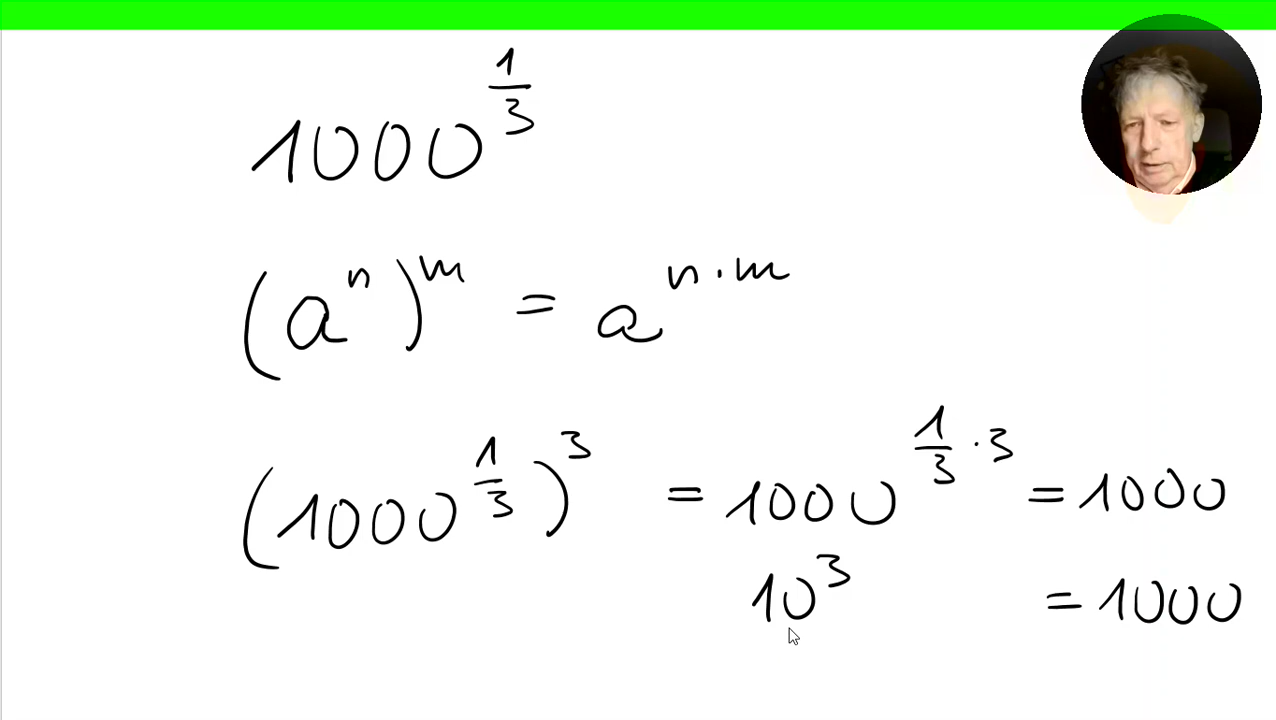 1000^(1/3)
(a^n)^m = a^(n·m)
(1000^(1/3))^3 = 1000^(1/3 · 3) = 1000
10^3 = 1000